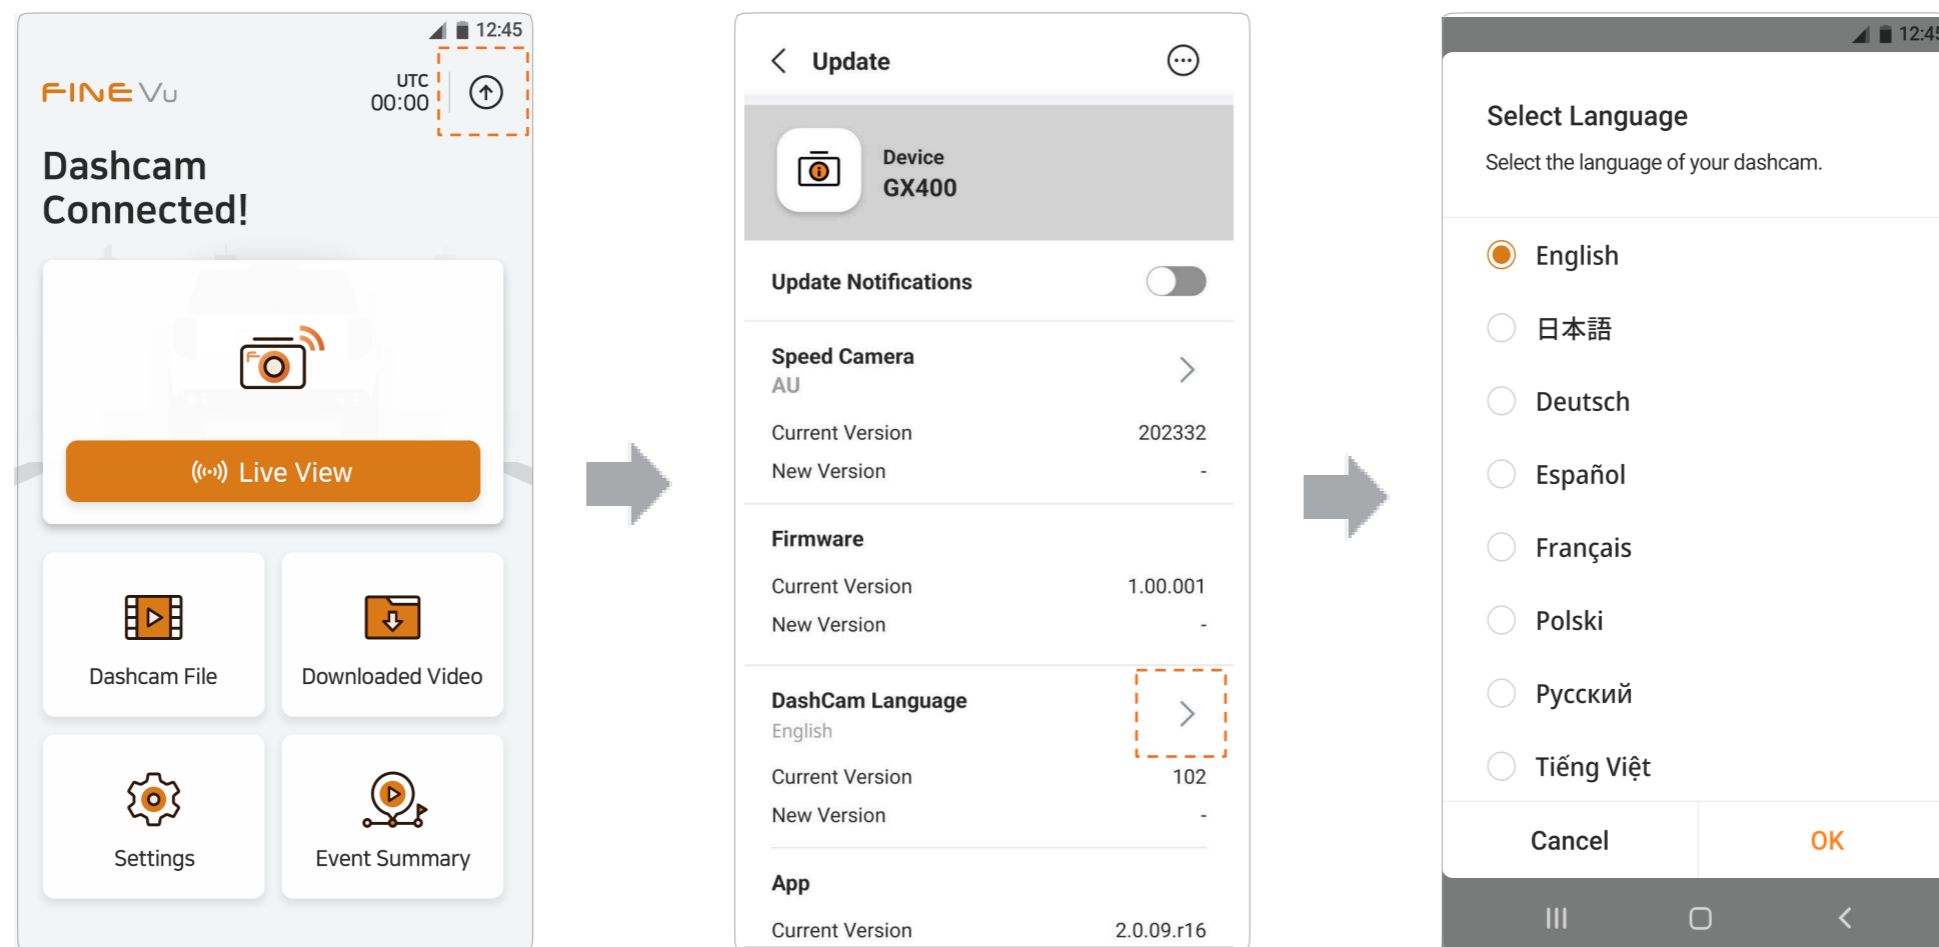 12:45
FINE Vu
UTC
00:00
Dashcam
Connected!
Live View
Dashcam File
Downloaded Video
Settings
Event Summary
Update
Device
GX400
Update Notifications
Speed Camera
AU
Current Version 202332
New Version -
Firmware
Current Version 1.00.001
New Version -
DashCam Language
English
Current Version 102
New Version -
App
Current Version 2.0.09.r16
12:45
Select Language
Select the language of your dashcam.
English
日本語
Deutsch
Español
Français
Polski
Русский
Tiếng Việt
Cancel OK